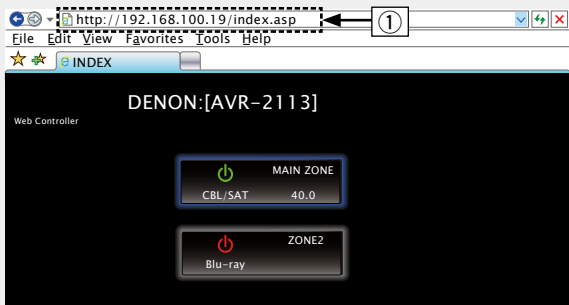 http://192.168.100.19/index.asp
①
File Edit View Favorites Tools Help
INDEX
DENON:[AVR-2113]
Web Controller
MAIN ZONE
CBL/SAT 40.0
ZONE2
Blu-ray